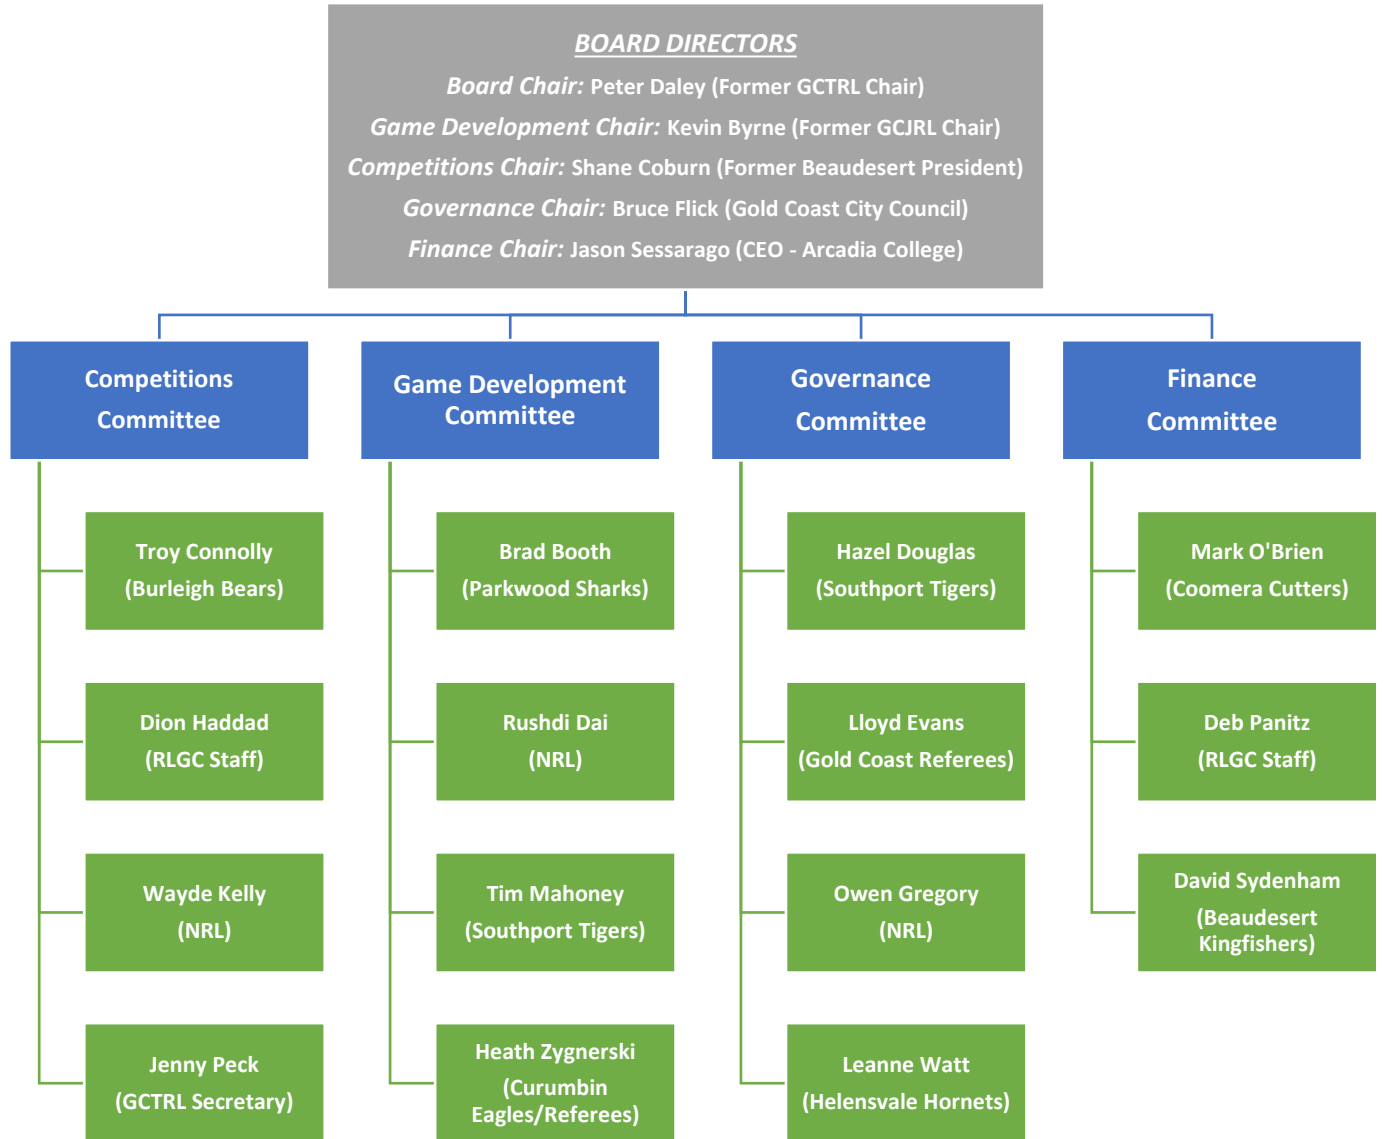 BOARD DIRECTORS
Board Chair: Peter Daley (Former GCTRL Chair)
Game Development Chair: Kevin Byrne (Former GCJRL Chair)
Competitions Chair: Shane Coburn (Former Beaudesert President)
Governance Chair: Bruce Flick (Gold Coast City Council)
Finance Chair: Jason Sessarago (CEO - Arcadia College)
Competitions
Committee
Troy Connolly
(Burleigh Bears)
Dion Haddad
(RLGC Staff)
Wayde Kelly
(NRL)
Jenny Peck
(GCTRL Secretary)
Game Development
Committee
Brad Booth
(Parkwood Sharks)
Rushdi Dai
(NRL)
Tim Mahoney
(Southport Tigers)
Heath Zygnerski
(Curumbin
Eagles/Referees)
Governance
Committee
Hazel Douglas
(Southport Tigers)
Lloyd Evans
(Gold Coast Referees)
Owen Gregory
(NRL)
Leanne Watt
(Helensvale Hornets)
Finance
Committee
Mark O'Brien
(Coomera Cutters)
Deb Panitz
(RLGC Staff)
David Sydenham
(Beaudesert
Kingfishers)